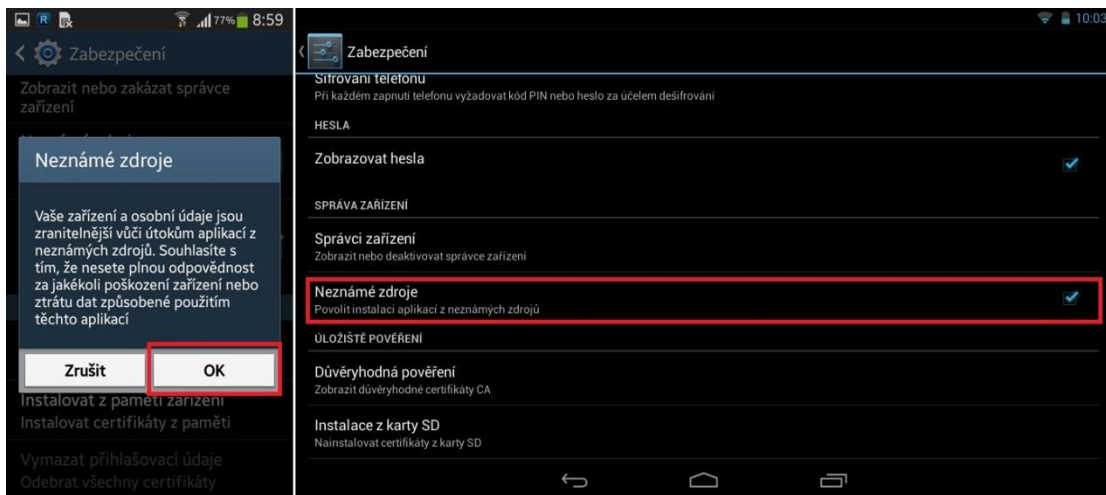 77% 8:59
Zabezpečení
Zobrazit nebo zakázat správce
zařízení
Neznámé zdroje
Vaše zařízení a osobní údaje jsou
zranitelnější vůči útokům aplikací z
neznámých zdrojů. Souhlasíte s
tím, že nesete plnou odpovědnost
za jakékoli poškození zařízení nebo
ztrátu dat způsobené použitím
těchto aplikací
Zrušit OK
Instalovat z paměti zařízení
Instalovat certifikáty z paměti
Vymazat přihlašovací údaje
Odebrat všechny certifikáty
10:03
Zabezpečení
Šifrování telefonu
Při každém zapnutí telefonu vyžadovat kód PIN nebo heslo za účelem dešifrování
HESLA
Zobrazovat hesla
SPRÁVA ZAŘÍZENÍ
Správci zařízení
Zobrazit nebo deaktivovat správce zařízení
Neznámé zdroje
Povolit instalaci aplikací z neznámých zdrojů
ÚLOŽIŠTĚ POVĚŘENÍ
Důvěryhodná pověření
Zobrazit důvěryhodné certifikáty CA
Instalace z karty SD
Nainstalovat certifikáty z karty SD